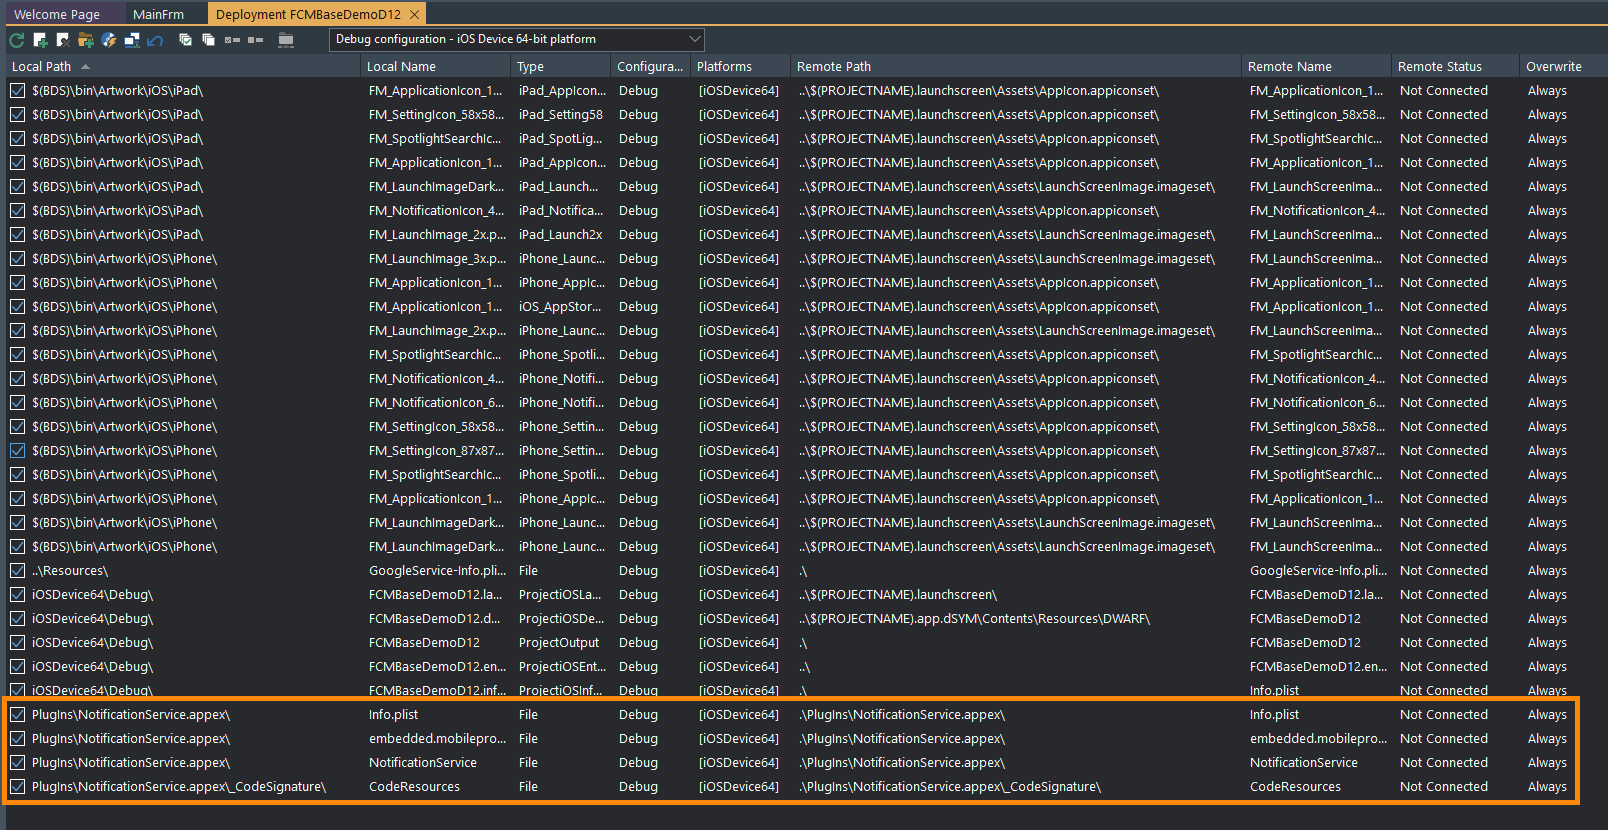 Welcome Page MainFrm Deployment FCMBaseDemoD12
Debug configuration - iOS Device 64-bit platform
Local Path Local Name Type Configura... Platforms Remote Path Remote Name Remote Status Overwrite
$(BDS)\bin\Artwork\iOS\iPad\ FM_ApplicationIcon_1... iPad_AppIcon... Debug [iOSDevice64] ..\$(PROJECTNAME).launchscreen\Assets\AppIcon.appiconset\ FM_ApplicationIcon_1... Not Connected Always
$(BDS)\bin\Artwork\iOS\iPad\ FM_SettingIcon_58x58... iPad_Setting58 Debug [iOSDevice64] ..\$(PROJECTNAME).launchscreen\Assets\AppIcon.appiconset\ FM_SettingIcon_58x58... Not Connected Always
$(BDS)\bin\Artwork\iOS\iPad\ FM_SpotlightSearchIc... iPad_SpotLig... Debug [iOSDevice64] ..\$(PROJECTNAME).launchscreen\Assets\AppIcon.appiconset\ FM_SpotlightSearchIc... Not Connected Always
$(BDS)\bin\Artwork\iOS\iPad\ FM_ApplicationIcon_1... iPad_AppIcon... Debug [iOSDevice64] ..\$(PROJECTNAME).launchscreen\Assets\AppIcon.appiconset\ FM_ApplicationIcon_1... Not Connected Always
$(BDS)\bin\Artwork\iOS\iPad\ FM_LaunchImageDark... iPad_Launch... Debug [iOSDevice64] ..\$(PROJECTNAME).launchscreen\Assets\LaunchScreenImage.imageset\ FM_LaunchScreenIma... Not Connected Always
$(BDS)\bin\Artwork\iOS\iPad\ FM_NotificationIcon_4... iPad_Notifica... Debug [iOSDevice64] ..\$(PROJECTNAME).launchscreen\Assets\AppIcon.appiconset\ FM_NotificationIcon_4... Not Connected Always
$(BDS)\bin\Artwork\iOS\iPad\ FM_LaunchImage_2x.p... iPad_Launch2x Debug [iOSDevice64] ..\$(PROJECTNAME).launchscreen\Assets\LaunchScreenImage.imageset\ FM_LaunchScreenIma... Not Connected Always
$(BDS)\bin\Artwork\iOS\iPhone\ FM_LaunchImage_3x.p... iPhone_Launc... Debug [iOSDevice64] ..\$(PROJECTNAME).launchscreen\Assets\LaunchScreenImage.imageset\ FM_LaunchScreenIma... Not Connected Always
$(BDS)\bin\Artwork\iOS\iPhone\ FM_ApplicationIcon_1... iPhone_AppIc... Debug [iOSDevice64] ..\$(PROJECTNAME).launchscreen\Assets\AppIcon.appiconset\ FM_ApplicationIcon_1... Not Connected Always
$(BDS)\bin\Artwork\iOS\iPhone\ FM_ApplicationIcon_1... iOS_AppStor... Debug [iOSDevice64] ..\$(PROJECTNAME).launchscreen\Assets\AppIcon.appiconset\ FM_ApplicationIcon_1... Not Connected Always
$(BDS)\bin\Artwork\iOS\iPhone\ FM_LaunchImage_2x.p... iPhone_Launc... Debug [iOSDevice64] ..\$(PROJECTNAME).launchscreen\Assets\LaunchScreenImage.imageset\ FM_LaunchScreenIma... Not Connected Always
$(BDS)\bin\Artwork\iOS\iPhone\ FM_SpotlightSearchIc... iPhone_Spotli... Debug [iOSDevice64] ..\$(PROJECTNAME).launchscreen\Assets\AppIcon.appiconset\ FM_SpotlightSearchIc... Not Connected Always
$(BDS)\bin\Artwork\iOS\iPhone\ FM_NotificationIcon_4... iPhone_Notifi... Debug [iOSDevice64] ..\$(PROJECTNAME).launchscreen\Assets\AppIcon.appiconset\ FM_NotificationIcon_4... Not Connected Always
$(BDS)\bin\Artwork\iOS\iPhone\ FM_NotificationIcon_6... iPhone_Notifi... Debug [iOSDevice64] ..\$(PROJECTNAME).launchscreen\Assets\AppIcon.appiconset\ FM_NotificationIcon_6... Not Connected Always
$(BDS)\bin\Artwork\iOS\iPhone\ FM_SettingIcon_58x58... iPhone_Settin... Debug [iOSDevice64] ..\$(PROJECTNAME).launchscreen\Assets\AppIcon.appiconset\ FM_SettingIcon_58x58... Not Connected Always
$(BDS)\bin\Artwork\iOS\iPhone\ FM_SettingIcon_87x87... iPhone_Settin... Debug [iOSDevice64] ..\$(PROJECTNAME).launchscreen\Assets\AppIcon.appiconset\ FM_SettingIcon_87x87... Not Connected Always
$(BDS)\bin\Artwork\iOS\iPhone\ FM_SpotlightSearchIc... iPhone_Spotli... Debug [iOSDevice64] ..\$(PROJECTNAME).launchscreen\Assets\AppIcon.appiconset\ FM_SpotlightSearchIc... Not Connected Always
$(BDS)\bin\Artwork\iOS\iPhone\ FM_ApplicationIcon_1... iPhone_AppIc... Debug [iOSDevice64] ..\$(PROJECTNAME).launchscreen\Assets\AppIcon.appiconset\ FM_ApplicationIcon_1... Not Connected Always
$(BDS)\bin\Artwork\iOS\iPhone\ FM_LaunchImageDark... iPhone_Launc... Debug [iOSDevice64] ..\$(PROJECTNAME).launchscreen\Assets\LaunchScreenImage.imageset\ FM_LaunchScreenIma... Not Connected Always
$(BDS)\bin\Artwork\iOS\iPhone\ FM_LaunchImageDark... iPhone_Launc... Debug [iOSDevice64] ..\$(PROJECTNAME).launchscreen\Assets\LaunchScreenImage.imageset\ FM_LaunchScreenIma... Not Connected Always
..\Resources\ GoogleService-Info.pli... File Debug [iOSDevice64] .\ GoogleService-Info.pli... Not Connected Always
iOSDevice64\Debug\ FCMBaseDemoD12.la... ProjectiOSLa... Debug [iOSDevice64] ..\$(PROJECTNAME).launchscreen\ FCMBaseDemoD12.la... Not Connected Always
iOSDevice64\Debug\ FCMBaseDemoD12.d... ProjectiOSDe... Debug [iOSDevice64] ..\$(PROJECTNAME).app.dSYM\Contents\Resources\DWARF\ FCMBaseDemoD12 Not Connected Always
iOSDevice64\Debug\ FCMBaseDemoD12 ProjectOutput Debug [iOSDevice64] .\ FCMBaseDemoD12 Not Connected Always
iOSDevice64\Debug\ FCMBaseDemoD12.en... ProjectiOSEnt... Debug [iOSDevice64] ..\ FCMBaseDemoD12.en... Not Connected Always
iOSDevice64\Debug\ FCMBaseDemoD12.inf... ProjectiOSInf... Debug [iOSDevice64] .\ Info.plist Not Connected Always
PlugIns\NotificationService.appex\ Info.plist File Debug [iOSDevice64] .\PlugIns\NotificationService.appex\ Info.plist Not Connected Always
PlugIns\NotificationService.appex\ embedded.mobilepro... File Debug [iOSDevice64] .\PlugIns\NotificationService.appex\ embedded.mobilepro... Not Connected Always
PlugIns\NotificationService.appex\ NotificationService File Debug [iOSDevice64] .\PlugIns\NotificationService.appex\ NotificationService Not Connected Always
PlugIns\NotificationService.appex\_CodeSignature\ CodeResources File Debug [iOSDevice64] .\PlugIns\NotificationService.appex\_CodeSignature\ CodeResources Not Connected Always